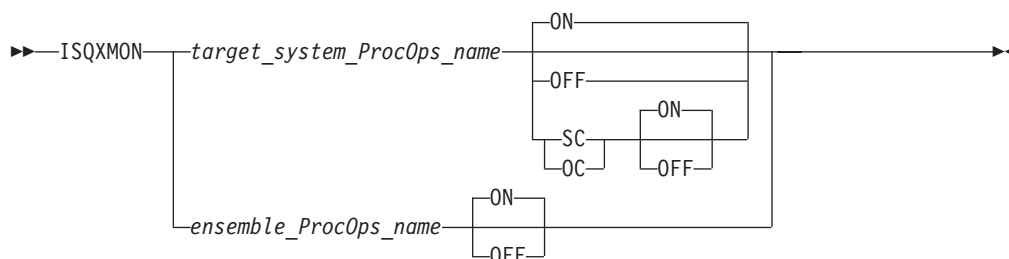 ON
ISQXMON target_system_ProcOps_name
OFF
ON
SC
OC OFF
ON
ensemble_ProcOps_name
OFF